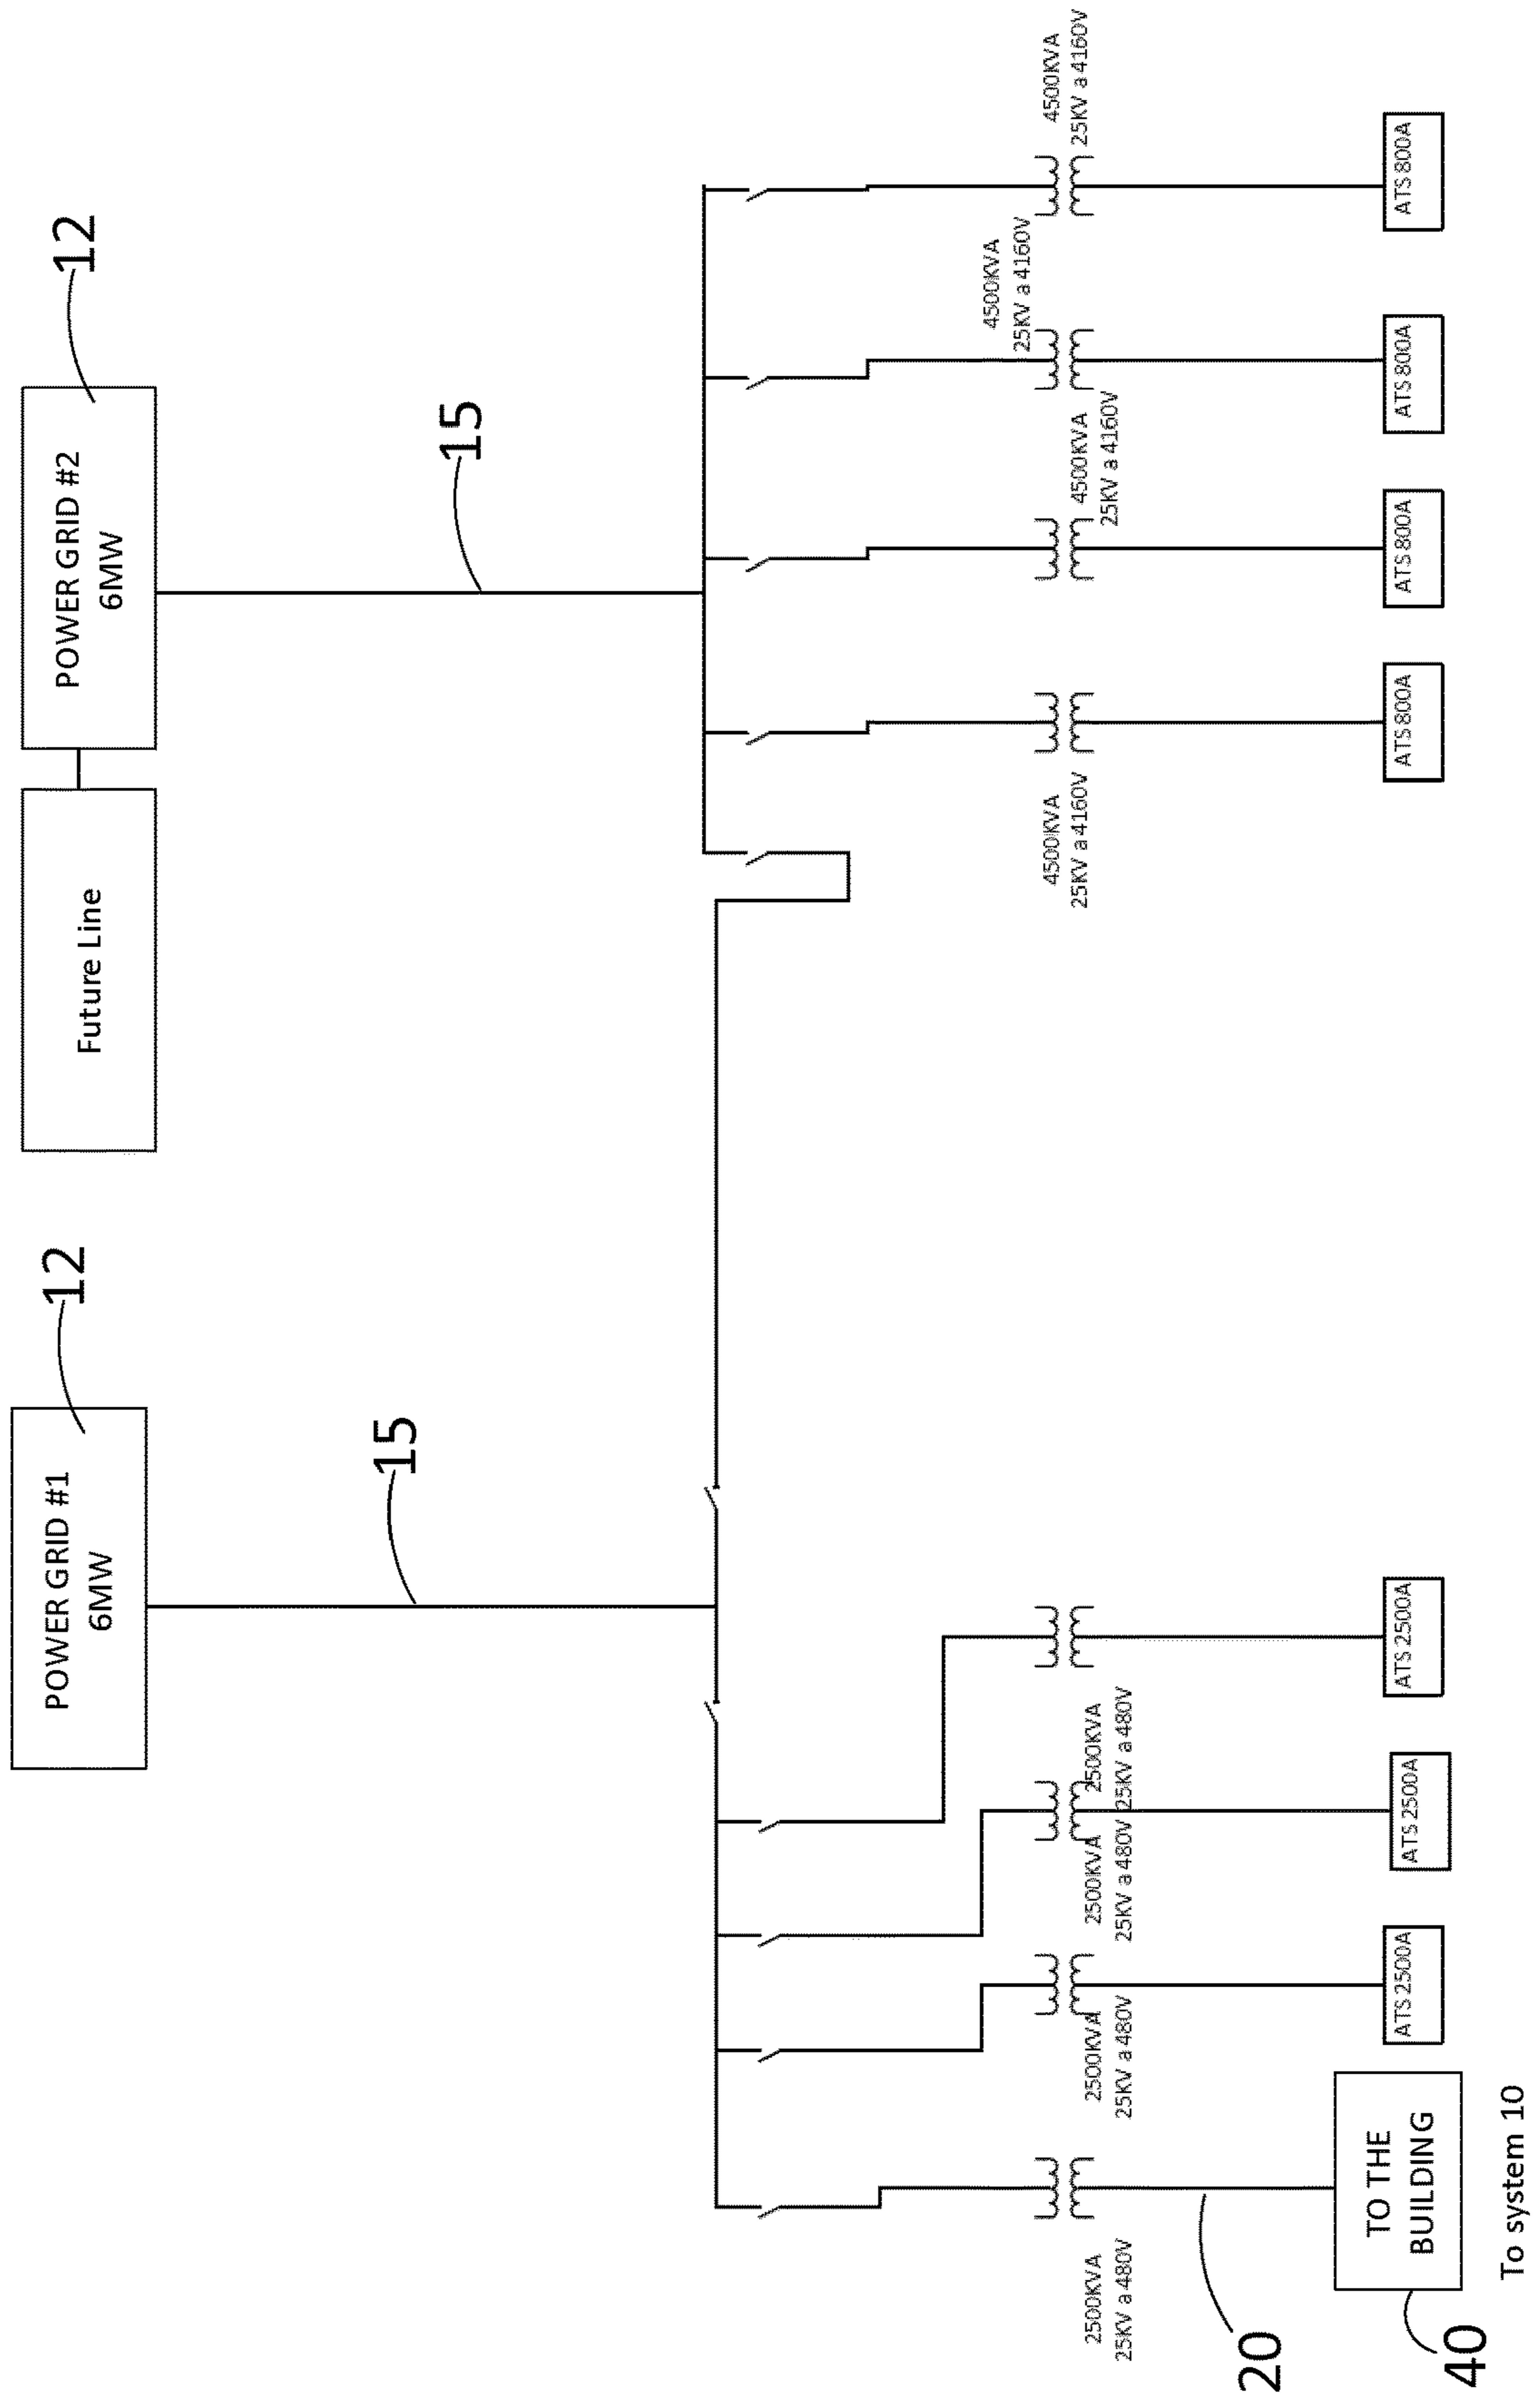 12
POWER GRID #1
6MW
15
Future Line
12
POWER GRID #2
6MW
15
2500KVA
25KV a 480V
2500KVA
25KV a 480V
2500KVA
25KV a 480V
2500KVA
25KV a 480V
4500KVA
25KV a 4160V
4500KVA
25KV a 4160V
4500KVA
25KV a 4160V
4500KVA
25KV a 4160V
20
40
TO THE
BUILDING
ATS 2500A
ATS 2500A
ATS 2500A
ATS 800A
ATS 800A
ATS 800A
ATS 800A
To system 10